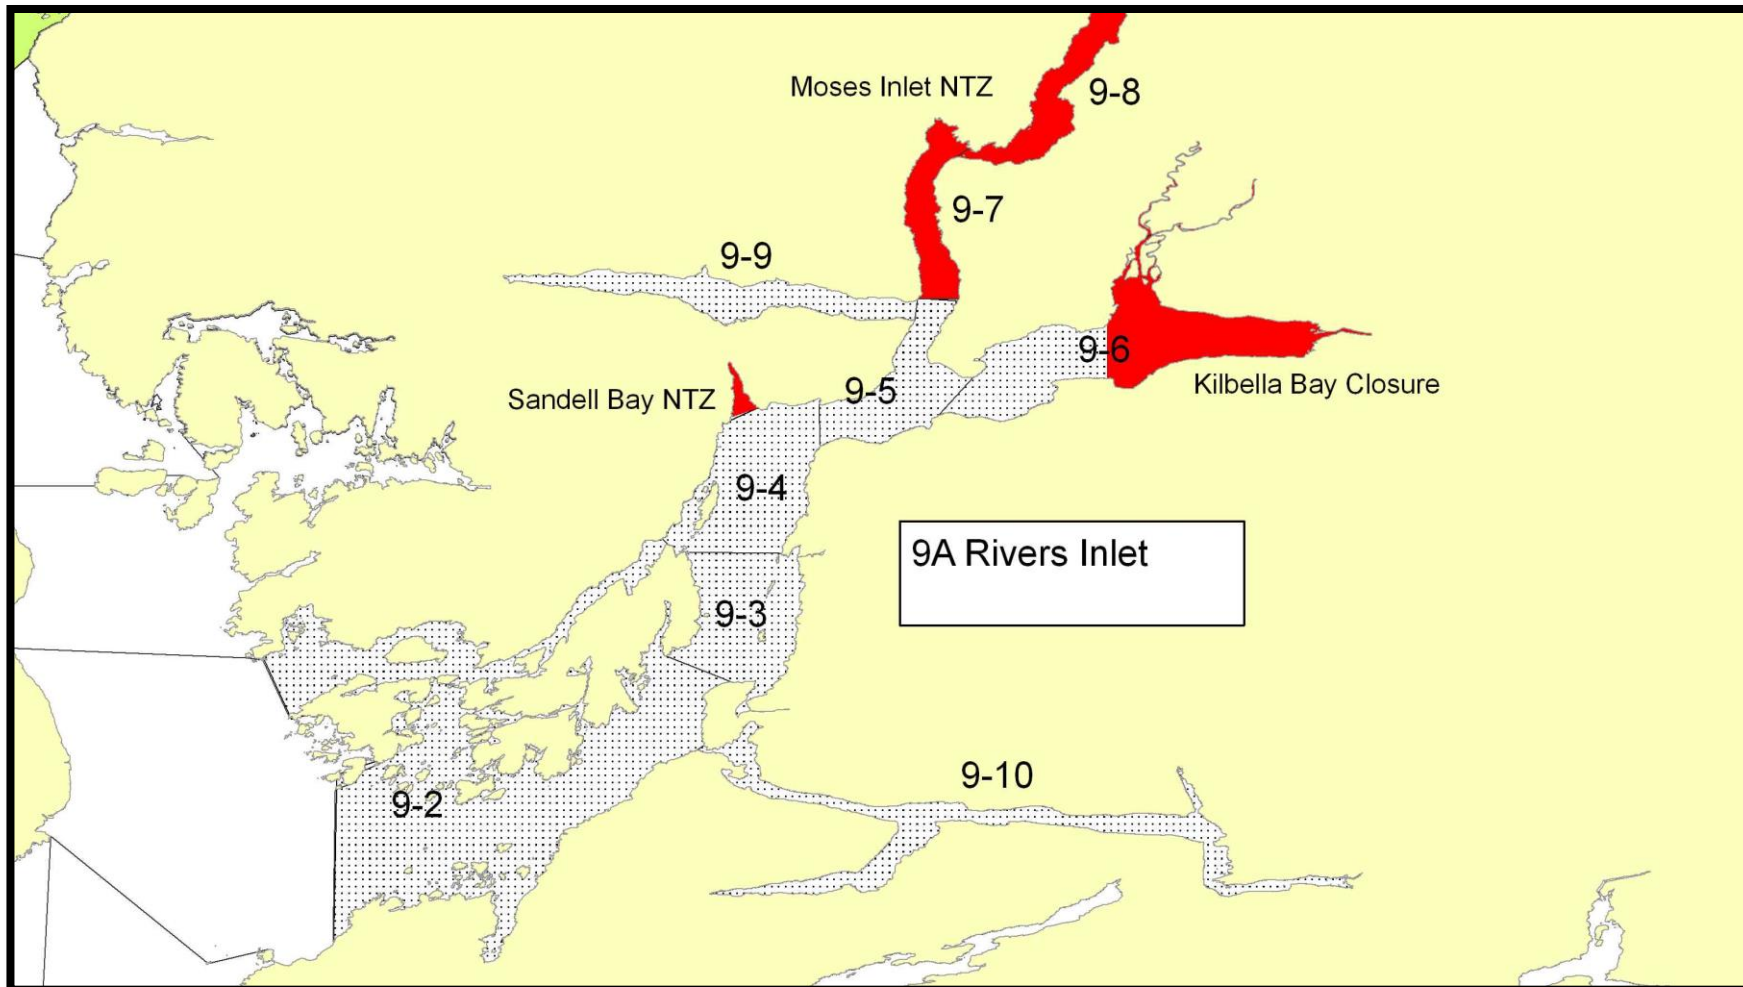 Moses Inlet NTZ
9-8
9-7
9-9
9-6
Kilbella Bay Closure
9-5
Sandell Bay NTZ
9-4
9A Rivers Inlet
9-3
9-10
9-2